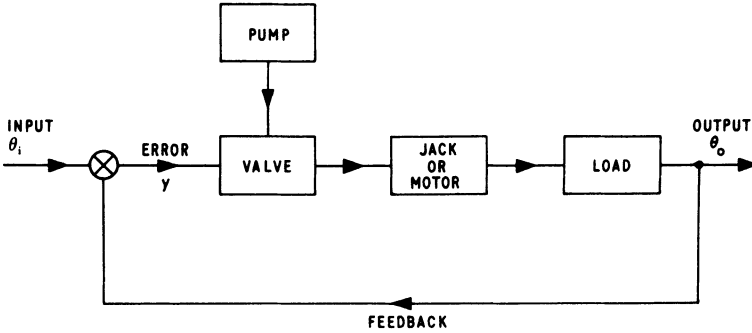 PUMP
INPUT
θi
ERROR
y
VALVE
JACK
OR
MOTOR
LOAD
OUTPUT
θo
FEEDBACK